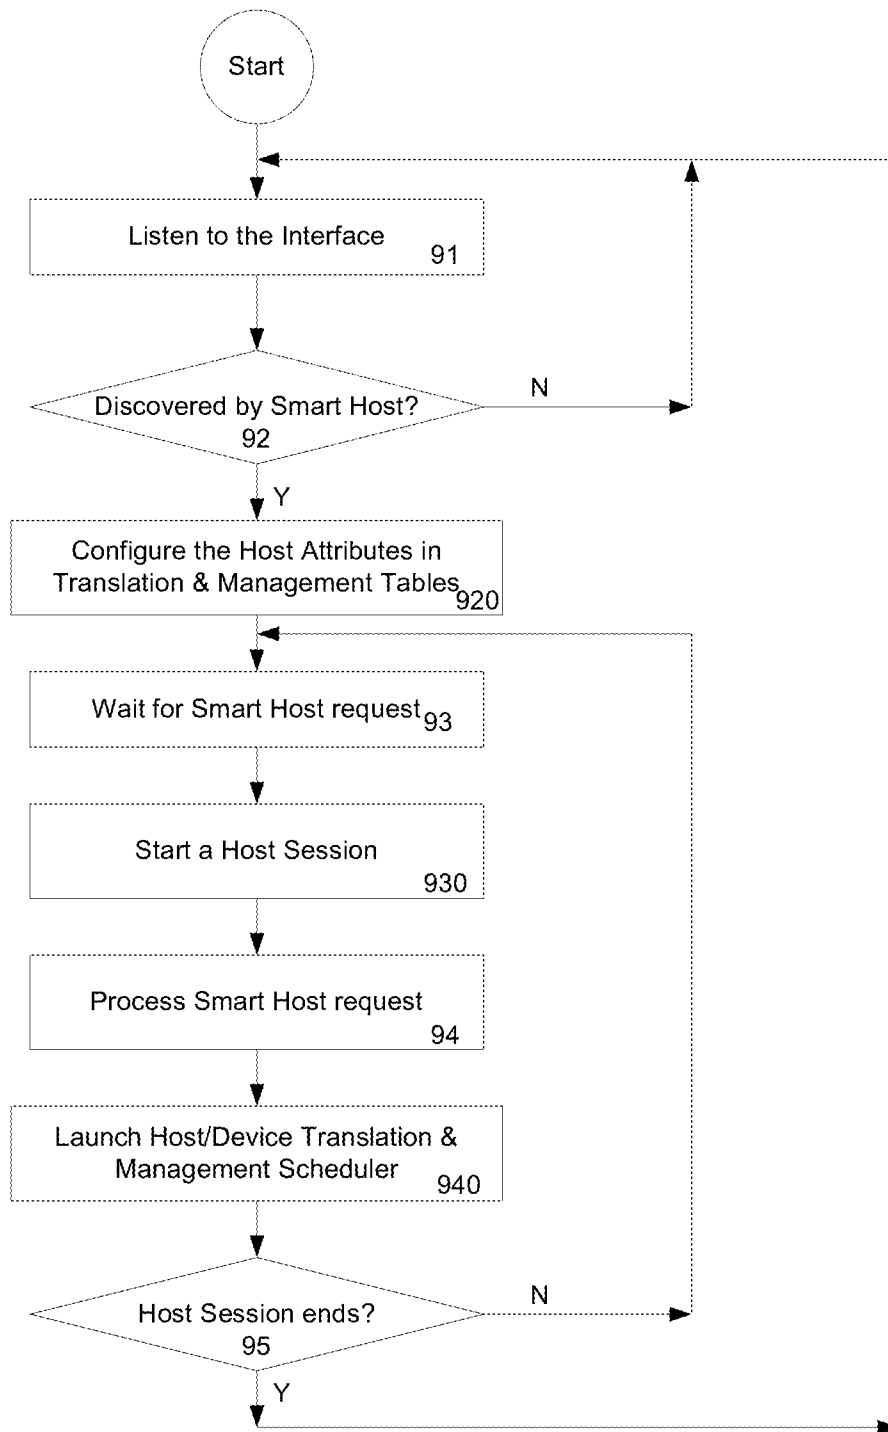 Start
Listen to the Interface
91
N
Discovered by Smart Host?
92
Y
Configure the Host Attributes in
Translation & Management Tables
920
Wait for Smart Host request
93
Start a Host Session
930
Process Smart Host request
94
Launch Host/Device Translation &
Management Scheduler
940
N
Host Session ends?
95
Y